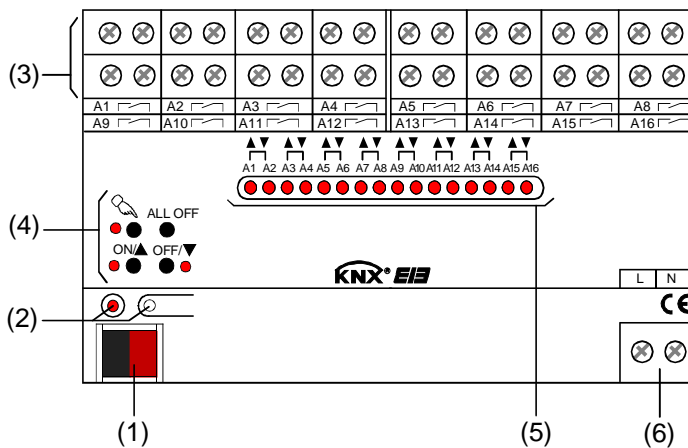 (3)
A1 A2 A3 A4 A5 A6 A7 A8
A9 A10 A11 A12 A13 A14 A15 A16
A1 A2 A3 A4 A5 A6 A7 A8 A9 A10 A11 A12 A13 A14 A15 A16
(4)
ALL OFF
ON/▲ OFF/▼
KNX® EIB
L N
CE
(2)
(1)
(5)
(6)